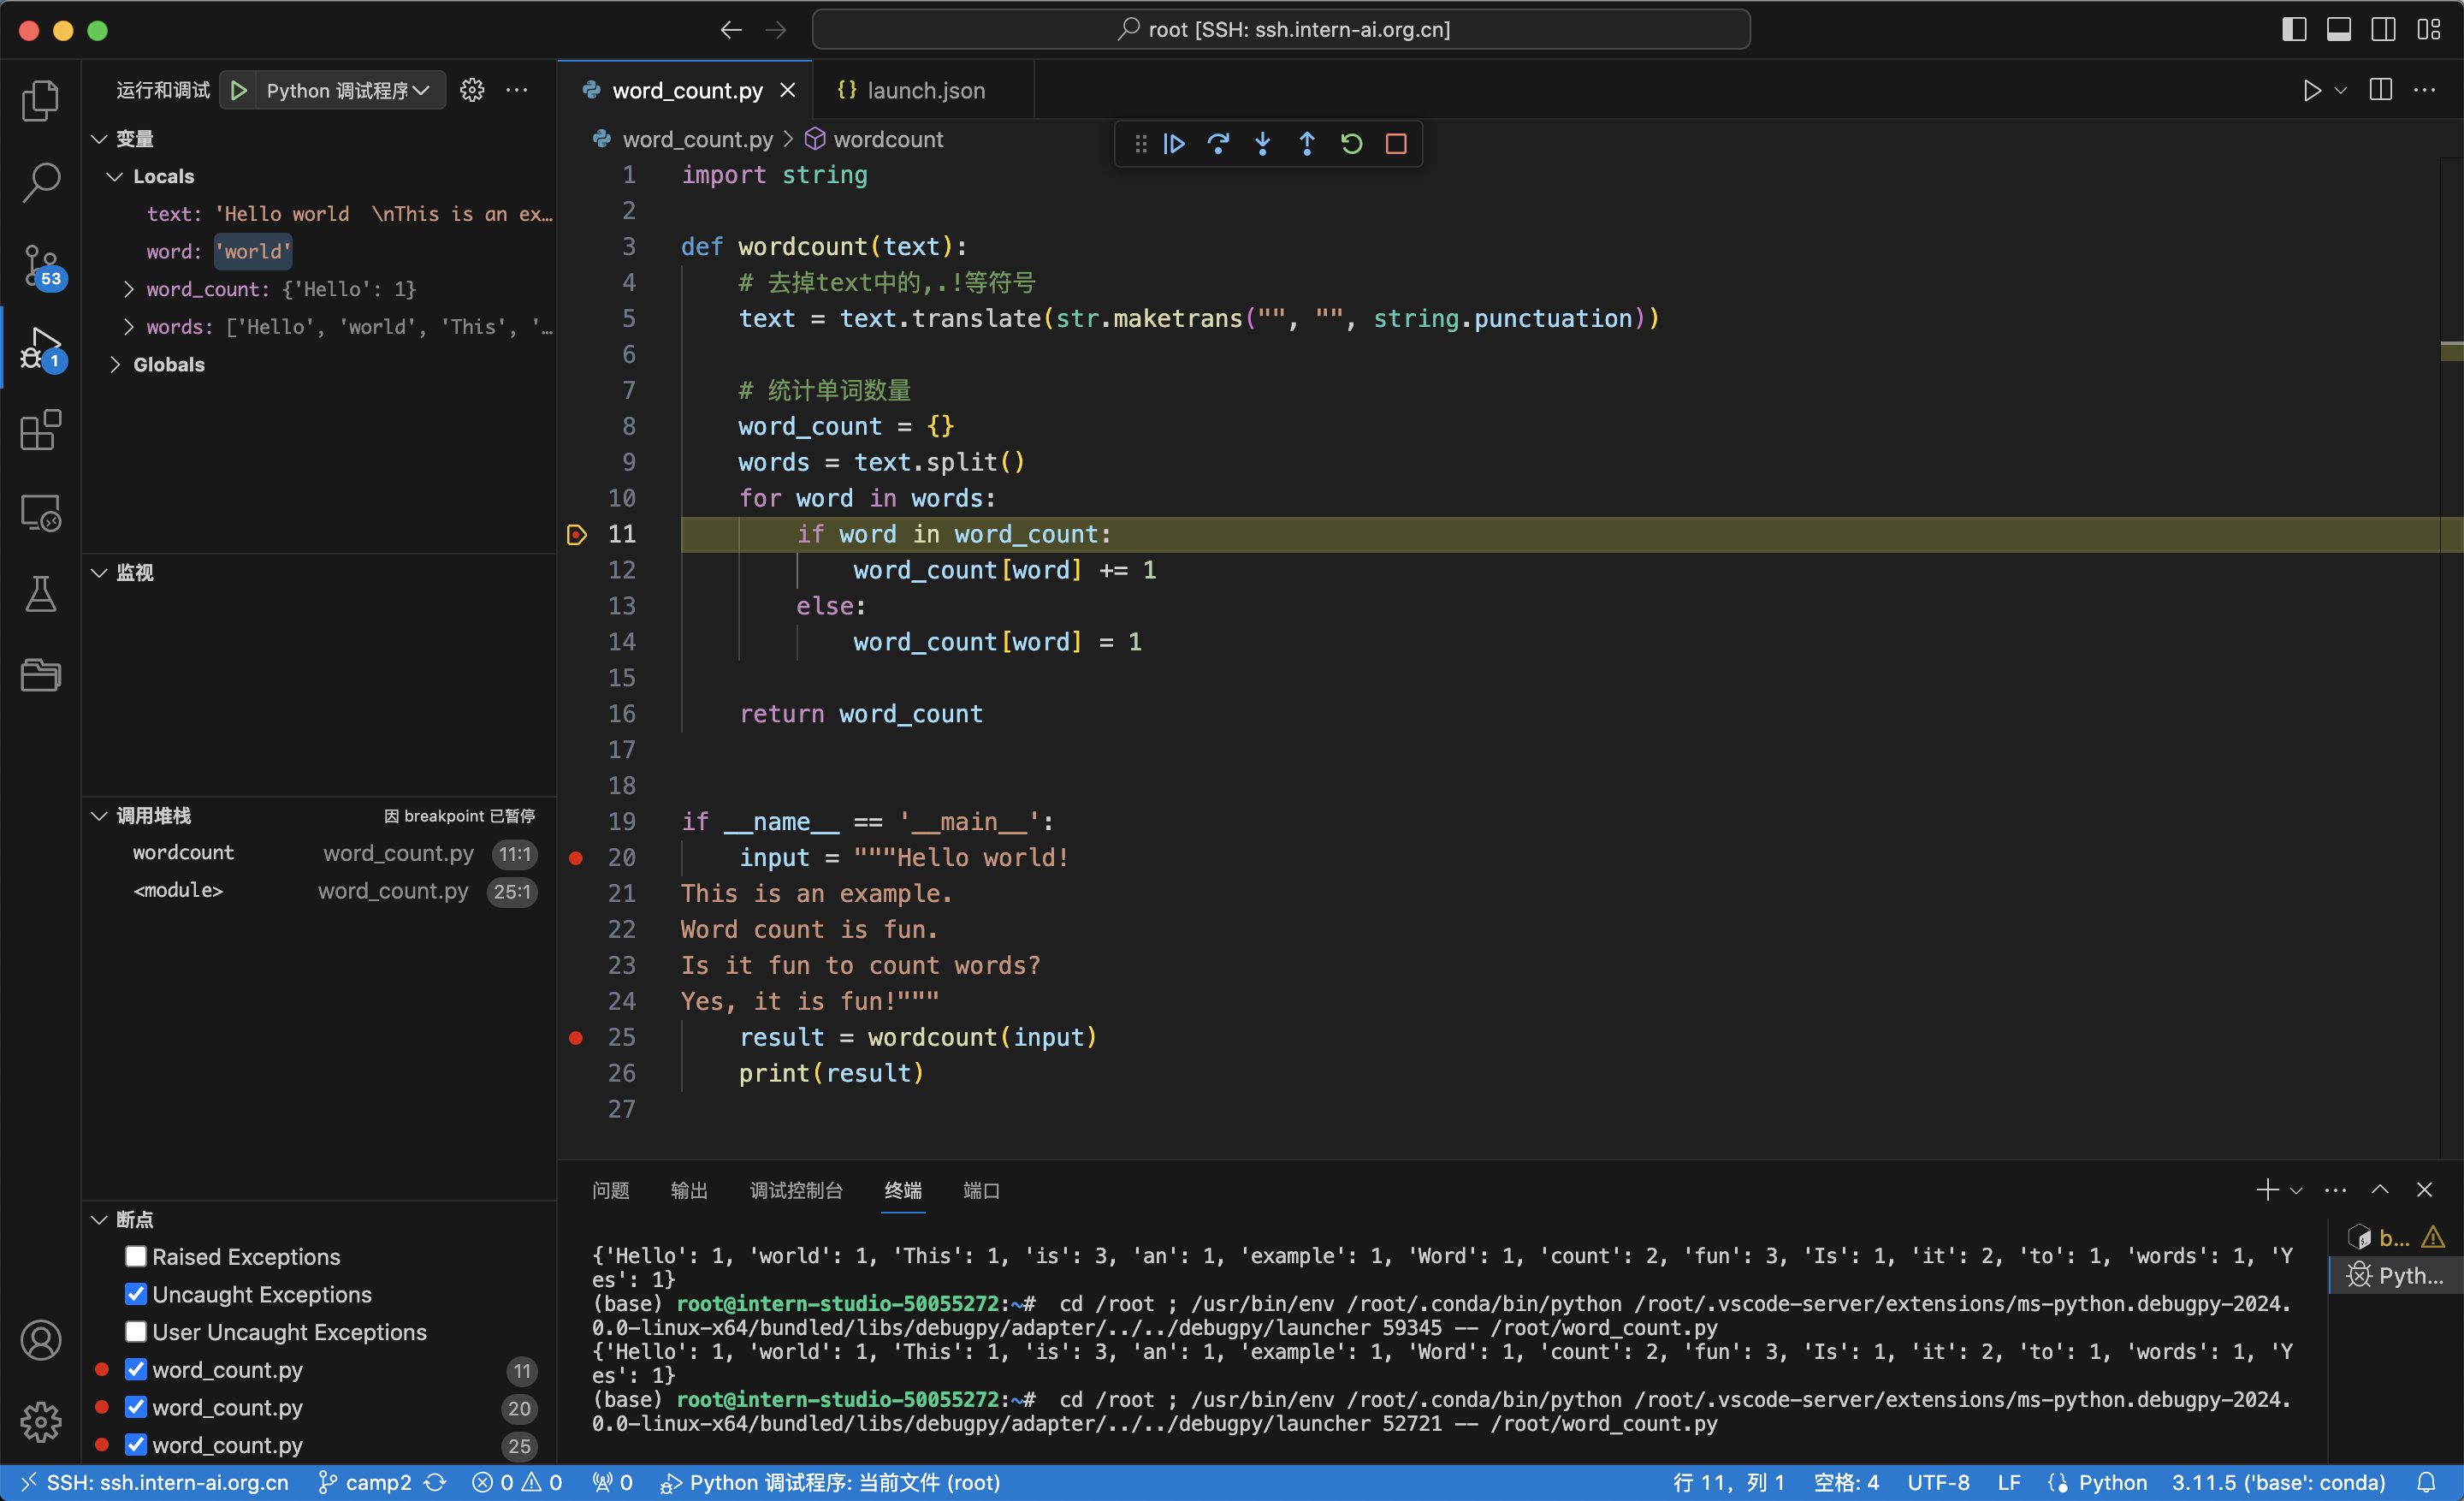 root [SSH: ssh.intern-ai.org.cn]
运行和调试 Python 调试程序
变量
Locals
text: 'Hello world  \nThis is an ex…
word: 'world'
word_count: {'Hello': 1}
words: ['Hello', 'world', 'This', '…
Globals
53
1
监视
调用堆栈 因 breakpoint 已暂停
wordcount word_count.py 11:1
<module> word_count.py 25:1
断点
Raised Exceptions
Uncaught Exceptions
User Uncaught Exceptions
word_count.py 11
word_count.py 20
word_count.py 25
word_count.py launch.json
word_count.py > wordcount
1 import string
2
3 def wordcount(text):
4     # 去掉text中的,.!等符号
5     text = text.translate(str.maketrans("", "", string.punctuation))
6
7     # 统计单词数量
8     word_count = {}
9     words = text.split()
10     for word in words:
11         if word in word_count:
12             word_count[word] += 1
13         else:
14             word_count[word] = 1
15
16     return word_count
17
18
19 if __name__ == '__main__':
20     input = """Hello world!
21 This is an example.
22 Word count is fun.
23 Is it fun to count words?
24 Yes, it is fun!"""
25     result = wordcount(input)
26     print(result)
27
问题 输出 调试控制台 终端 端口
{'Hello': 1, 'world': 1, 'This': 1, 'is': 3, 'an': 1, 'example': 1, 'Word': 1, 'count': 2, 'fun': 3, 'Is': 1, 'it': 2, 'to': 1, 'words': 1, 'Y
es': 1}
(base) root@intern-studio-50055272:~#  cd /root ; /usr/bin/env /root/.conda/bin/python /root/.vscode-server/extensions/ms-python.debugpy-2024.
0.0-linux-x64/bundled/libs/debugpy/adapter/../../debugpy/launcher 59345 -- /root/word_count.py
{'Hello': 1, 'world': 1, 'This': 1, 'is': 3, 'an': 1, 'example': 1, 'Word': 1, 'count': 2, 'fun': 3, 'Is': 1, 'it': 2, 'to': 1, 'words': 1, 'Y
es': 1}
(base) root@intern-studio-50055272:~#  cd /root ; /usr/bin/env /root/.conda/bin/python /root/.vscode-server/extensions/ms-python.debugpy-2024.
0.0-linux-x64/bundled/libs/debugpy/adapter/../../debugpy/launcher 52721 -- /root/word_count.py
b…
Pyth…
SSH: ssh.intern-ai.org.cn camp2 0 0 0 Python 调试程序: 当前文件 (root) 行 11，列 1 空格: 4 UTF-8 LF Python 3.11.5 ('base': conda)